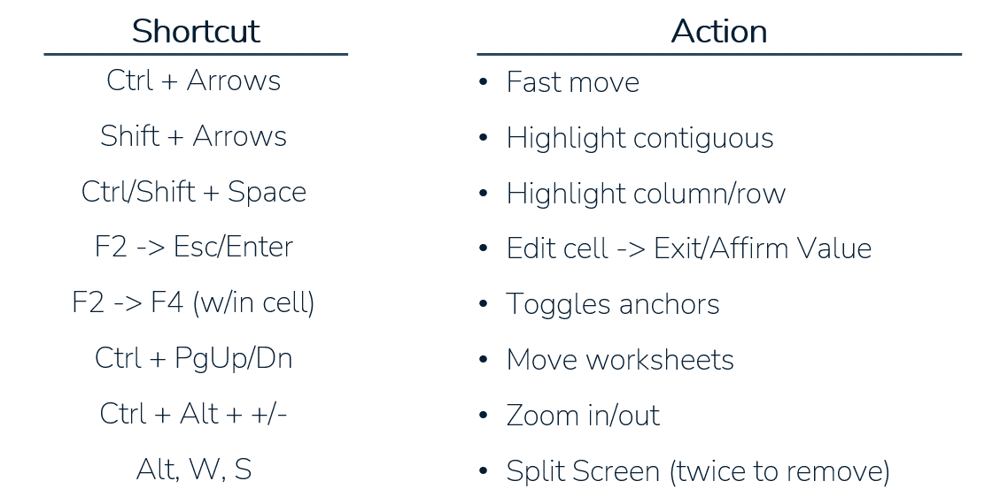 Shortcut Action
Ctrl + Arrows • Fast move
Shift + Arrows • Highlight contiguous
Ctrl/Shift + Space • Highlight column/row
F2 -> Esc/Enter • Edit cell -> Exit/Affirm Value
F2 -> F4 (w/in cell) • Toggles anchors
Ctrl + PgUp/Dn • Move worksheets
Ctrl + Alt + +/- • Zoom in/out
Alt, W, S • Split Screen (twice to remove)